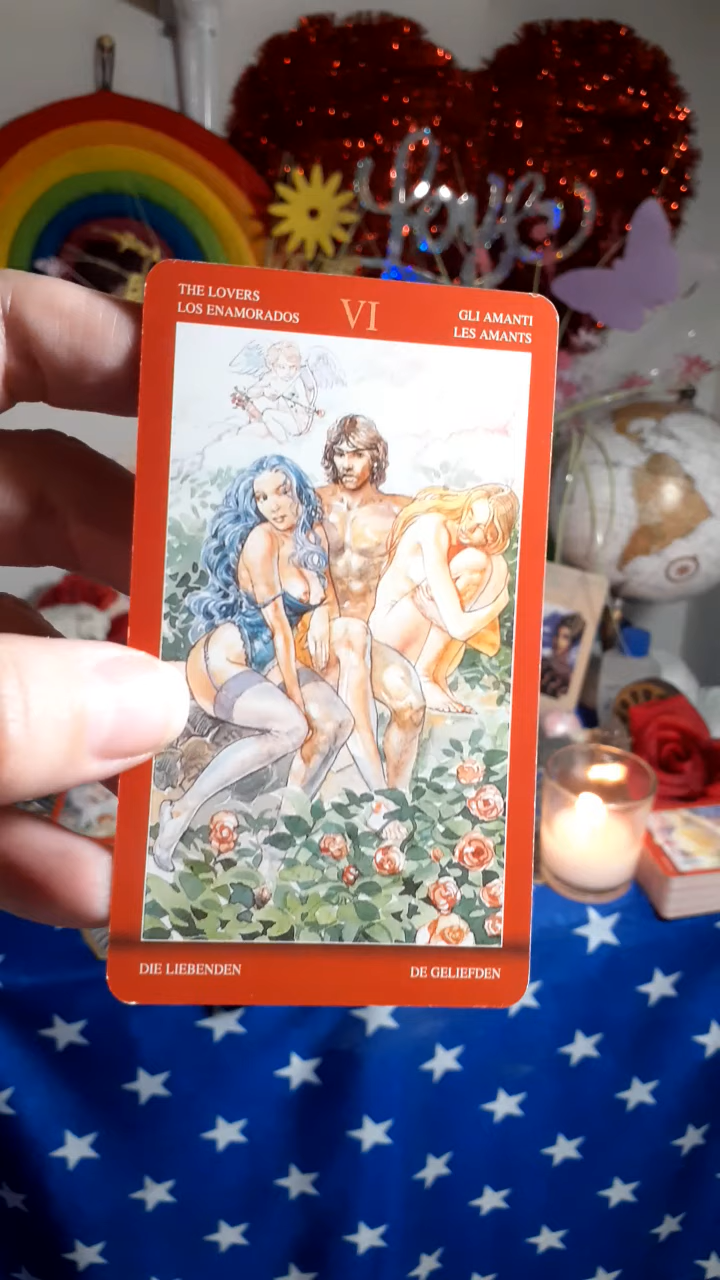 Love
THE LOVERS
LOS ENAMORADOS
VI
GLI AMANTI
LES AMANTS
DIE LIEBENDEN
DE GELIEFDEN